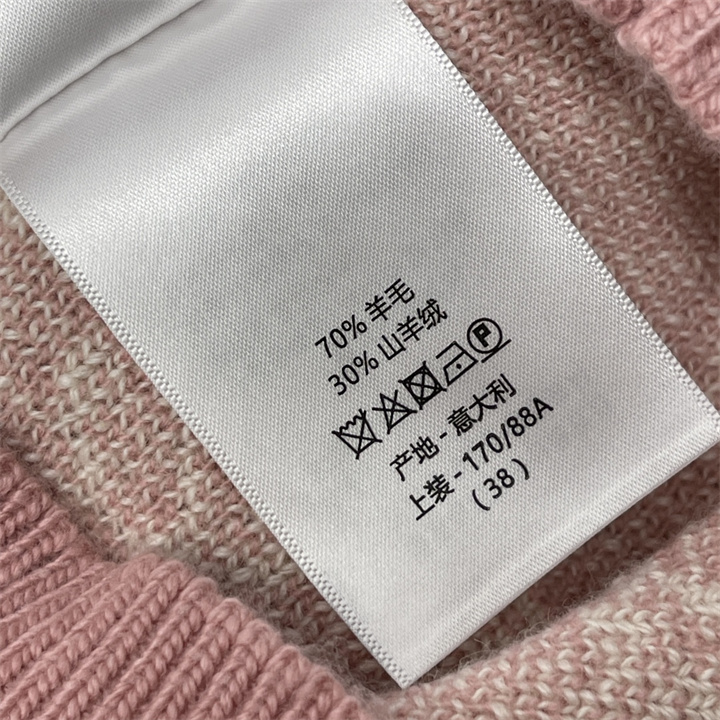 70% 羊毛
30% 山羊绒
P
产地 - 意大利
上装 - 170/88A
( 38 )